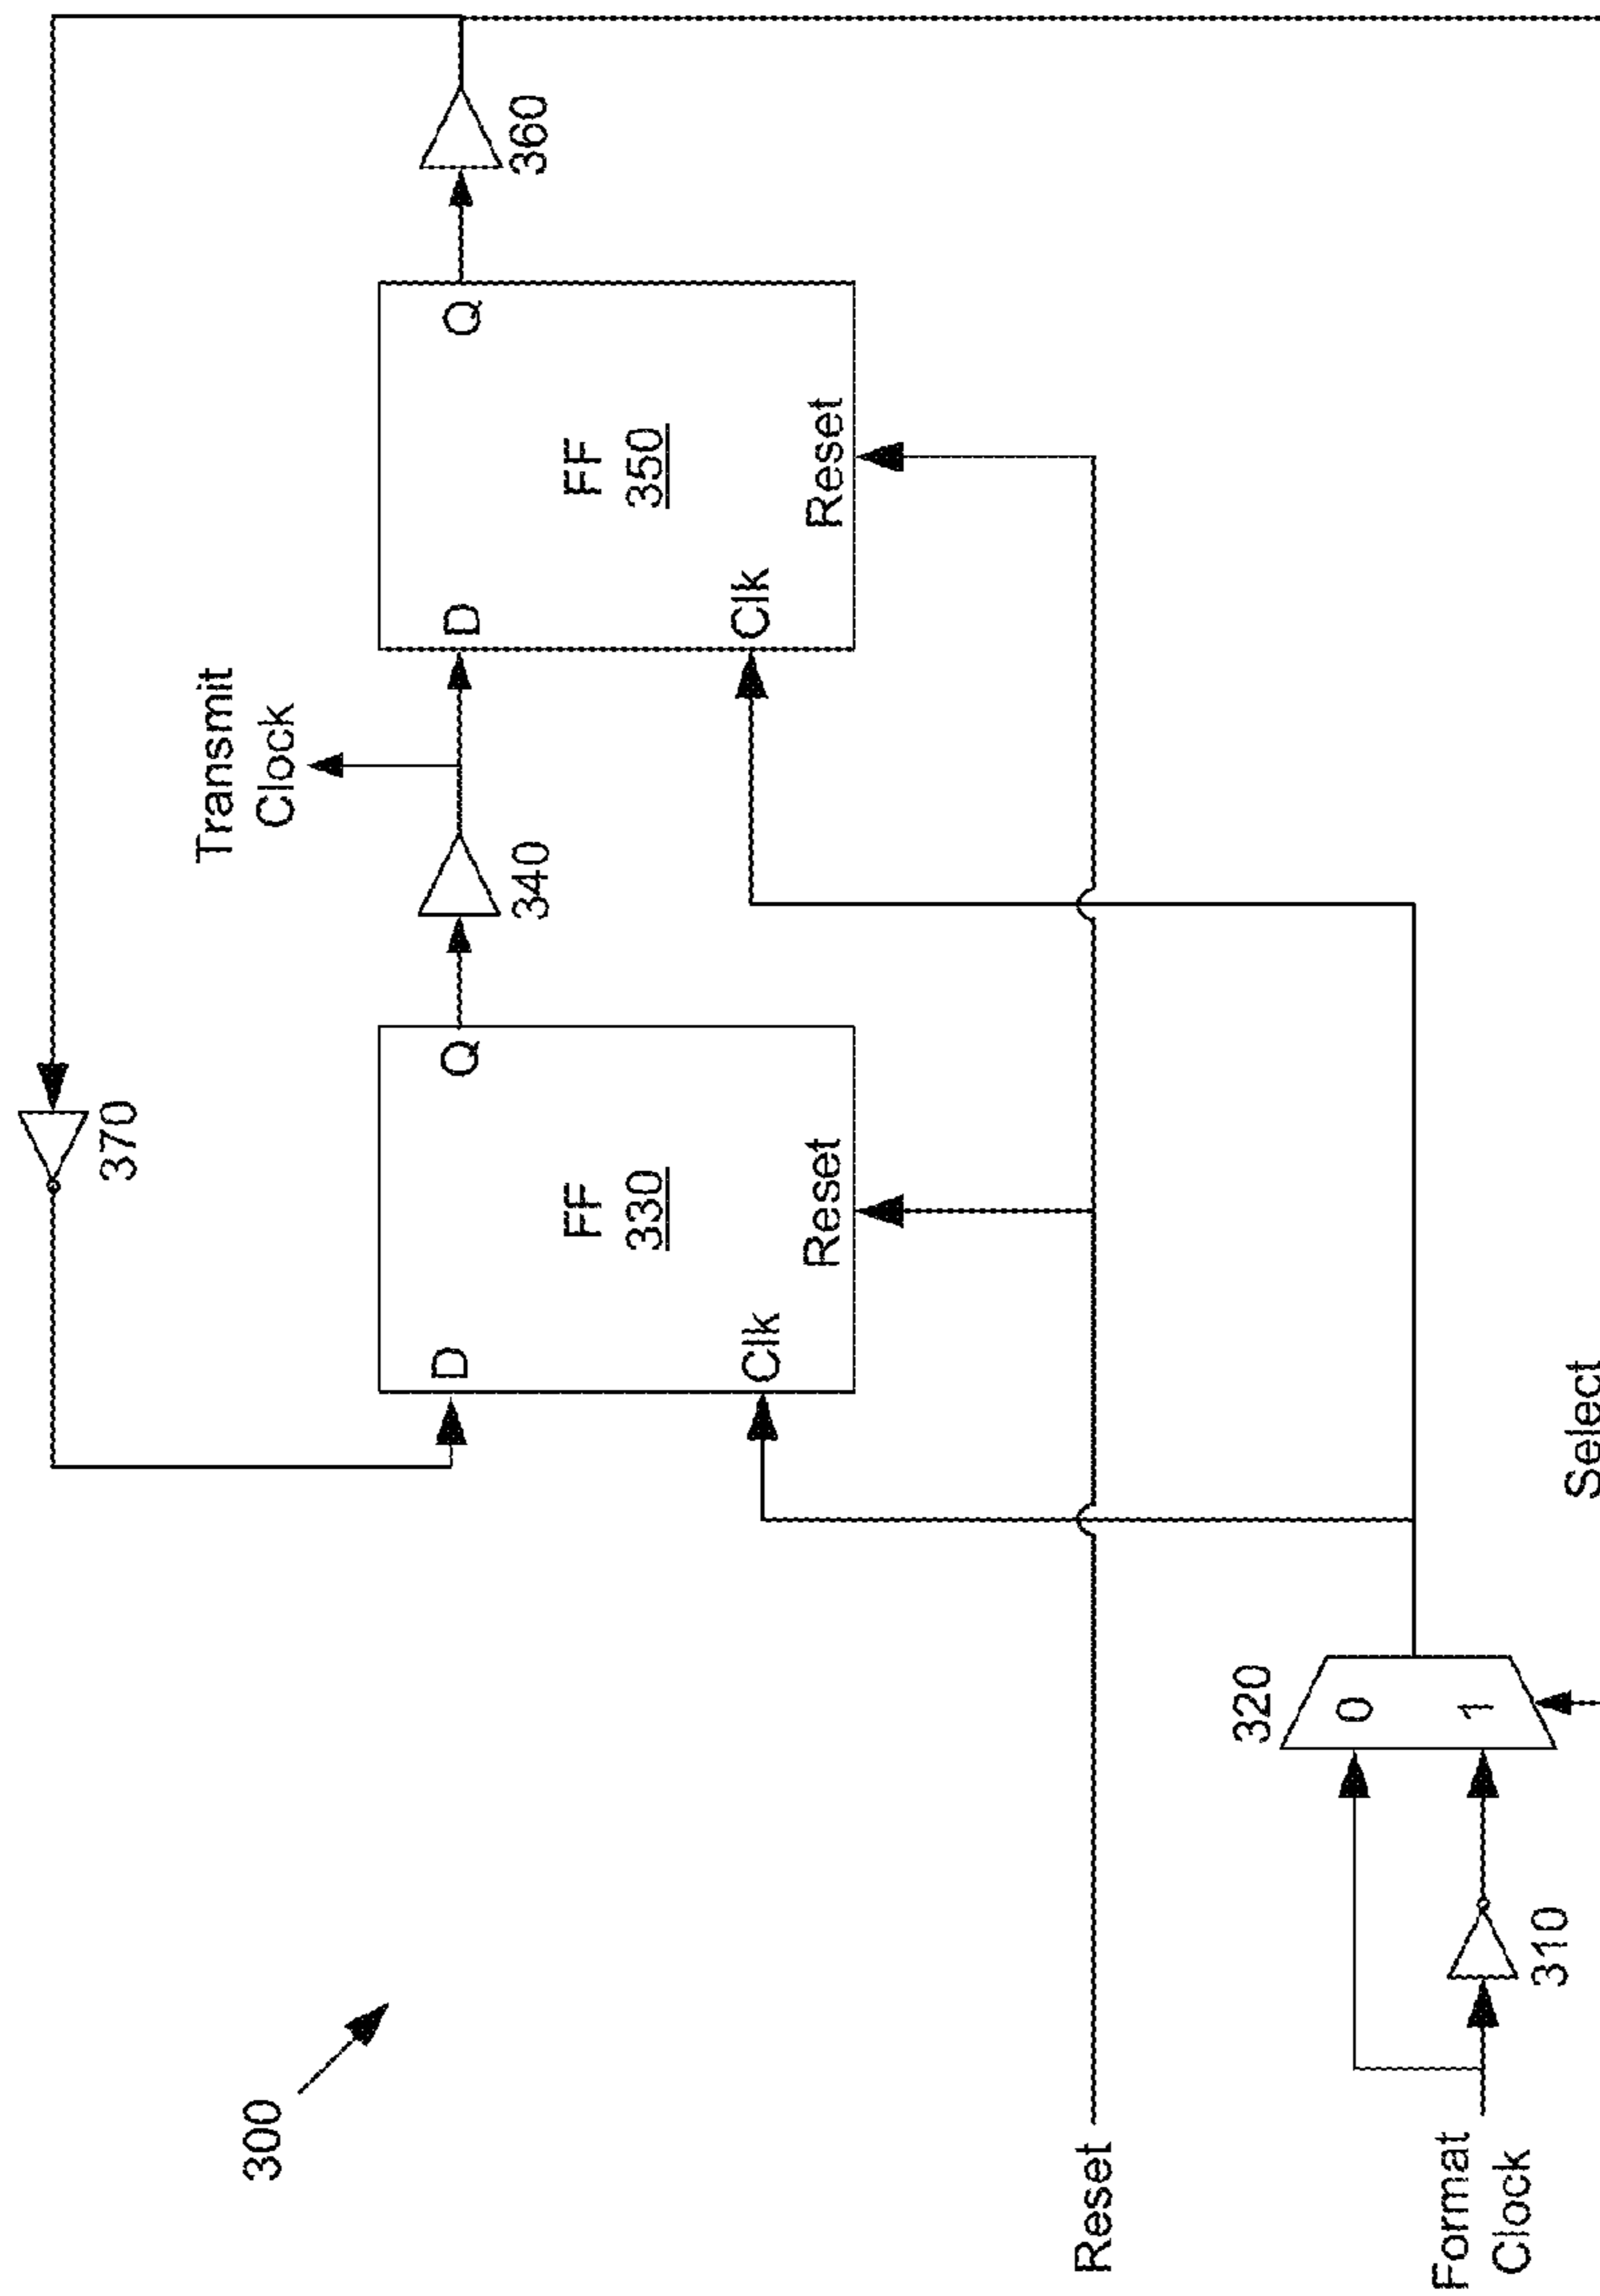 300
370
Transmit
Clock
D
Q
FF
330
Clk
Reset
340
D
Q
FF
350
Clk
Reset
360
Reset
320
0
1
Format
Clock
310
Select